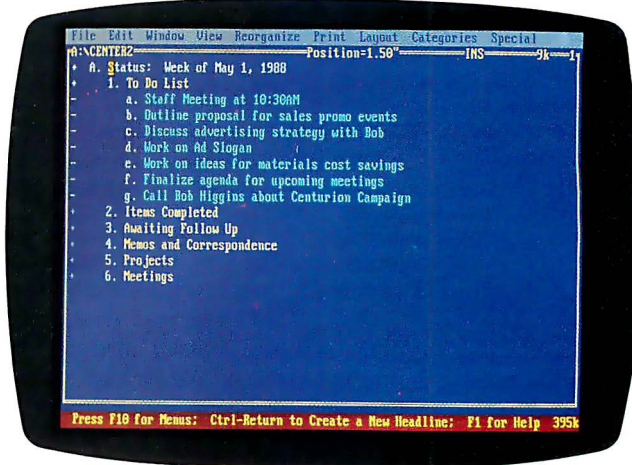 File Edit Window View Reorganize Print Layout Categories Special
A:\CENTER2 Position=1.50" INS 9k 1
+ A. Status: Week of May 1, 1988
+ 1. To Do List
- a. Staff Meeting at 10:30AM
- b. Outline proposal for sales promo events
- c. Discuss advertising strategy with Bob
- d. Work on Ad Slogan
- e. Work on ideas for materials cost savings
- f. Finalize agenda for upcoming meetings
- g. Call Bob Higgins about Centurion Campaign
+ 2. Items Completed
+ 3. Awaiting Follow Up
+ 4. Memos and Correspondence
+ 5. Projects
+ 6. Meetings
Press F10 for Menus; Ctrl-Return to Create a New Headline; F1 for Help 395k